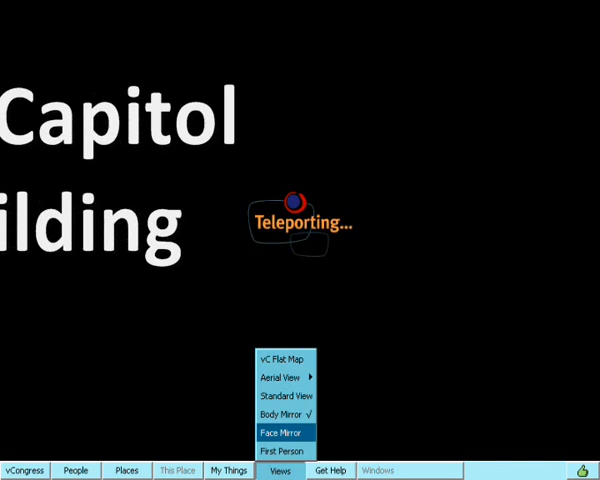 Capitol
ilding
Teleporting...
vC Flat Map
Aerial View
Standard View
Body Mirror √
Face Mirror
First Person
vCongress People Places This Place My Things Views Get Help Windows